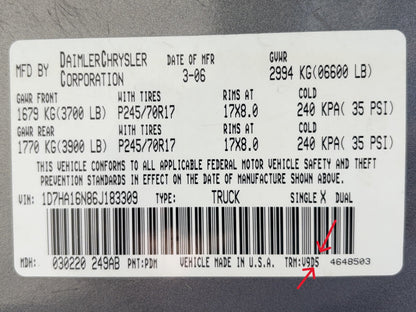 MFD BY DAIMLERCHRYSLER CORPORATION DATE OF MFR 3-06 GVWR 2994 KG(06600 LB)
GAWR FRONT WITH TIRES RIMS AT COLD
1679 KG(3700 LB) P245/70R17 17X8.0 240 KPA( 35 PSI)
GAWR REAR WITH TIRES RIMS AT COLD
1770 KG(3900 LB) P245/70R17 17X8.0 240 KPA( 35 PSI)
THIS VEHICLE CONFORMS TO ALL APPLICABLE FEDERAL MOTOR VEHICLE SAFETY AND THEFT
PREVENTION STANDARDS IN EFFECT ON THE DATE OF MANUFACTURE SHOWN ABOVE.
VIN: 1D7HA16N86J183309 TYPE: TRUCK SINGLE X DUAL
MDH: 030220 249AB PNT:PDM VEHICLE MADE IN U.S.A. TRM:V9D5 4648503